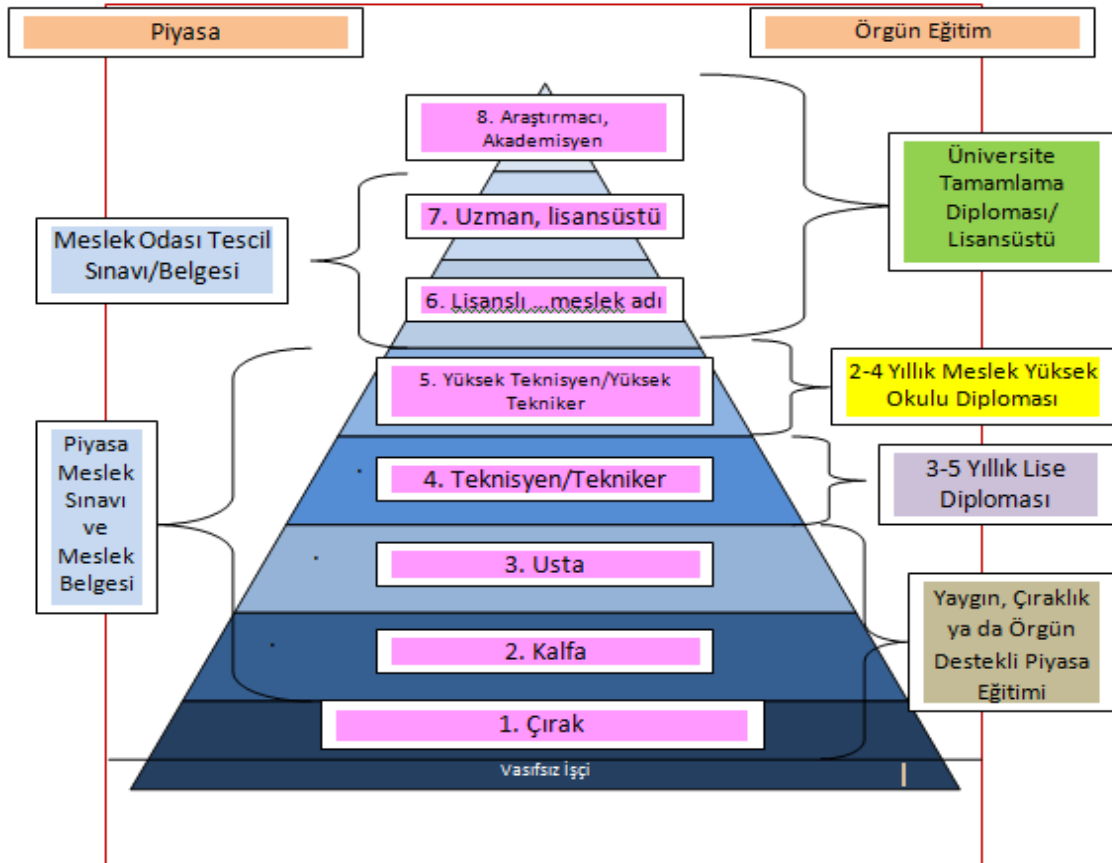 Piyasa
Örgün Eğitim
8. Araştırmacı,
Akademisyen
7. Uzman, lisansüstü
6. Lisanslı ...meslek adı
5. Yüksek Teknisyen/Yüksek
Tekniker
4. Teknisyen/Tekniker
3. Usta
2. Kalfa
1. Çırak
Vasıfsız İşçi
Meslek Odası Tescil
Sınavı/Belgesi
Piyasa
Meslek
Sınavı
ve
Meslek
Belgesi
Üniversite
Tamamlama
Diploması/
Lisansüstü
2-4 Yıllık Meslek Yüksek
Okulu Diploması
3-5 Yıllık Lise
Diploması
Yaygın, Çıraklık
ya da Örgün
Destekli Piyasa
Eğitimi